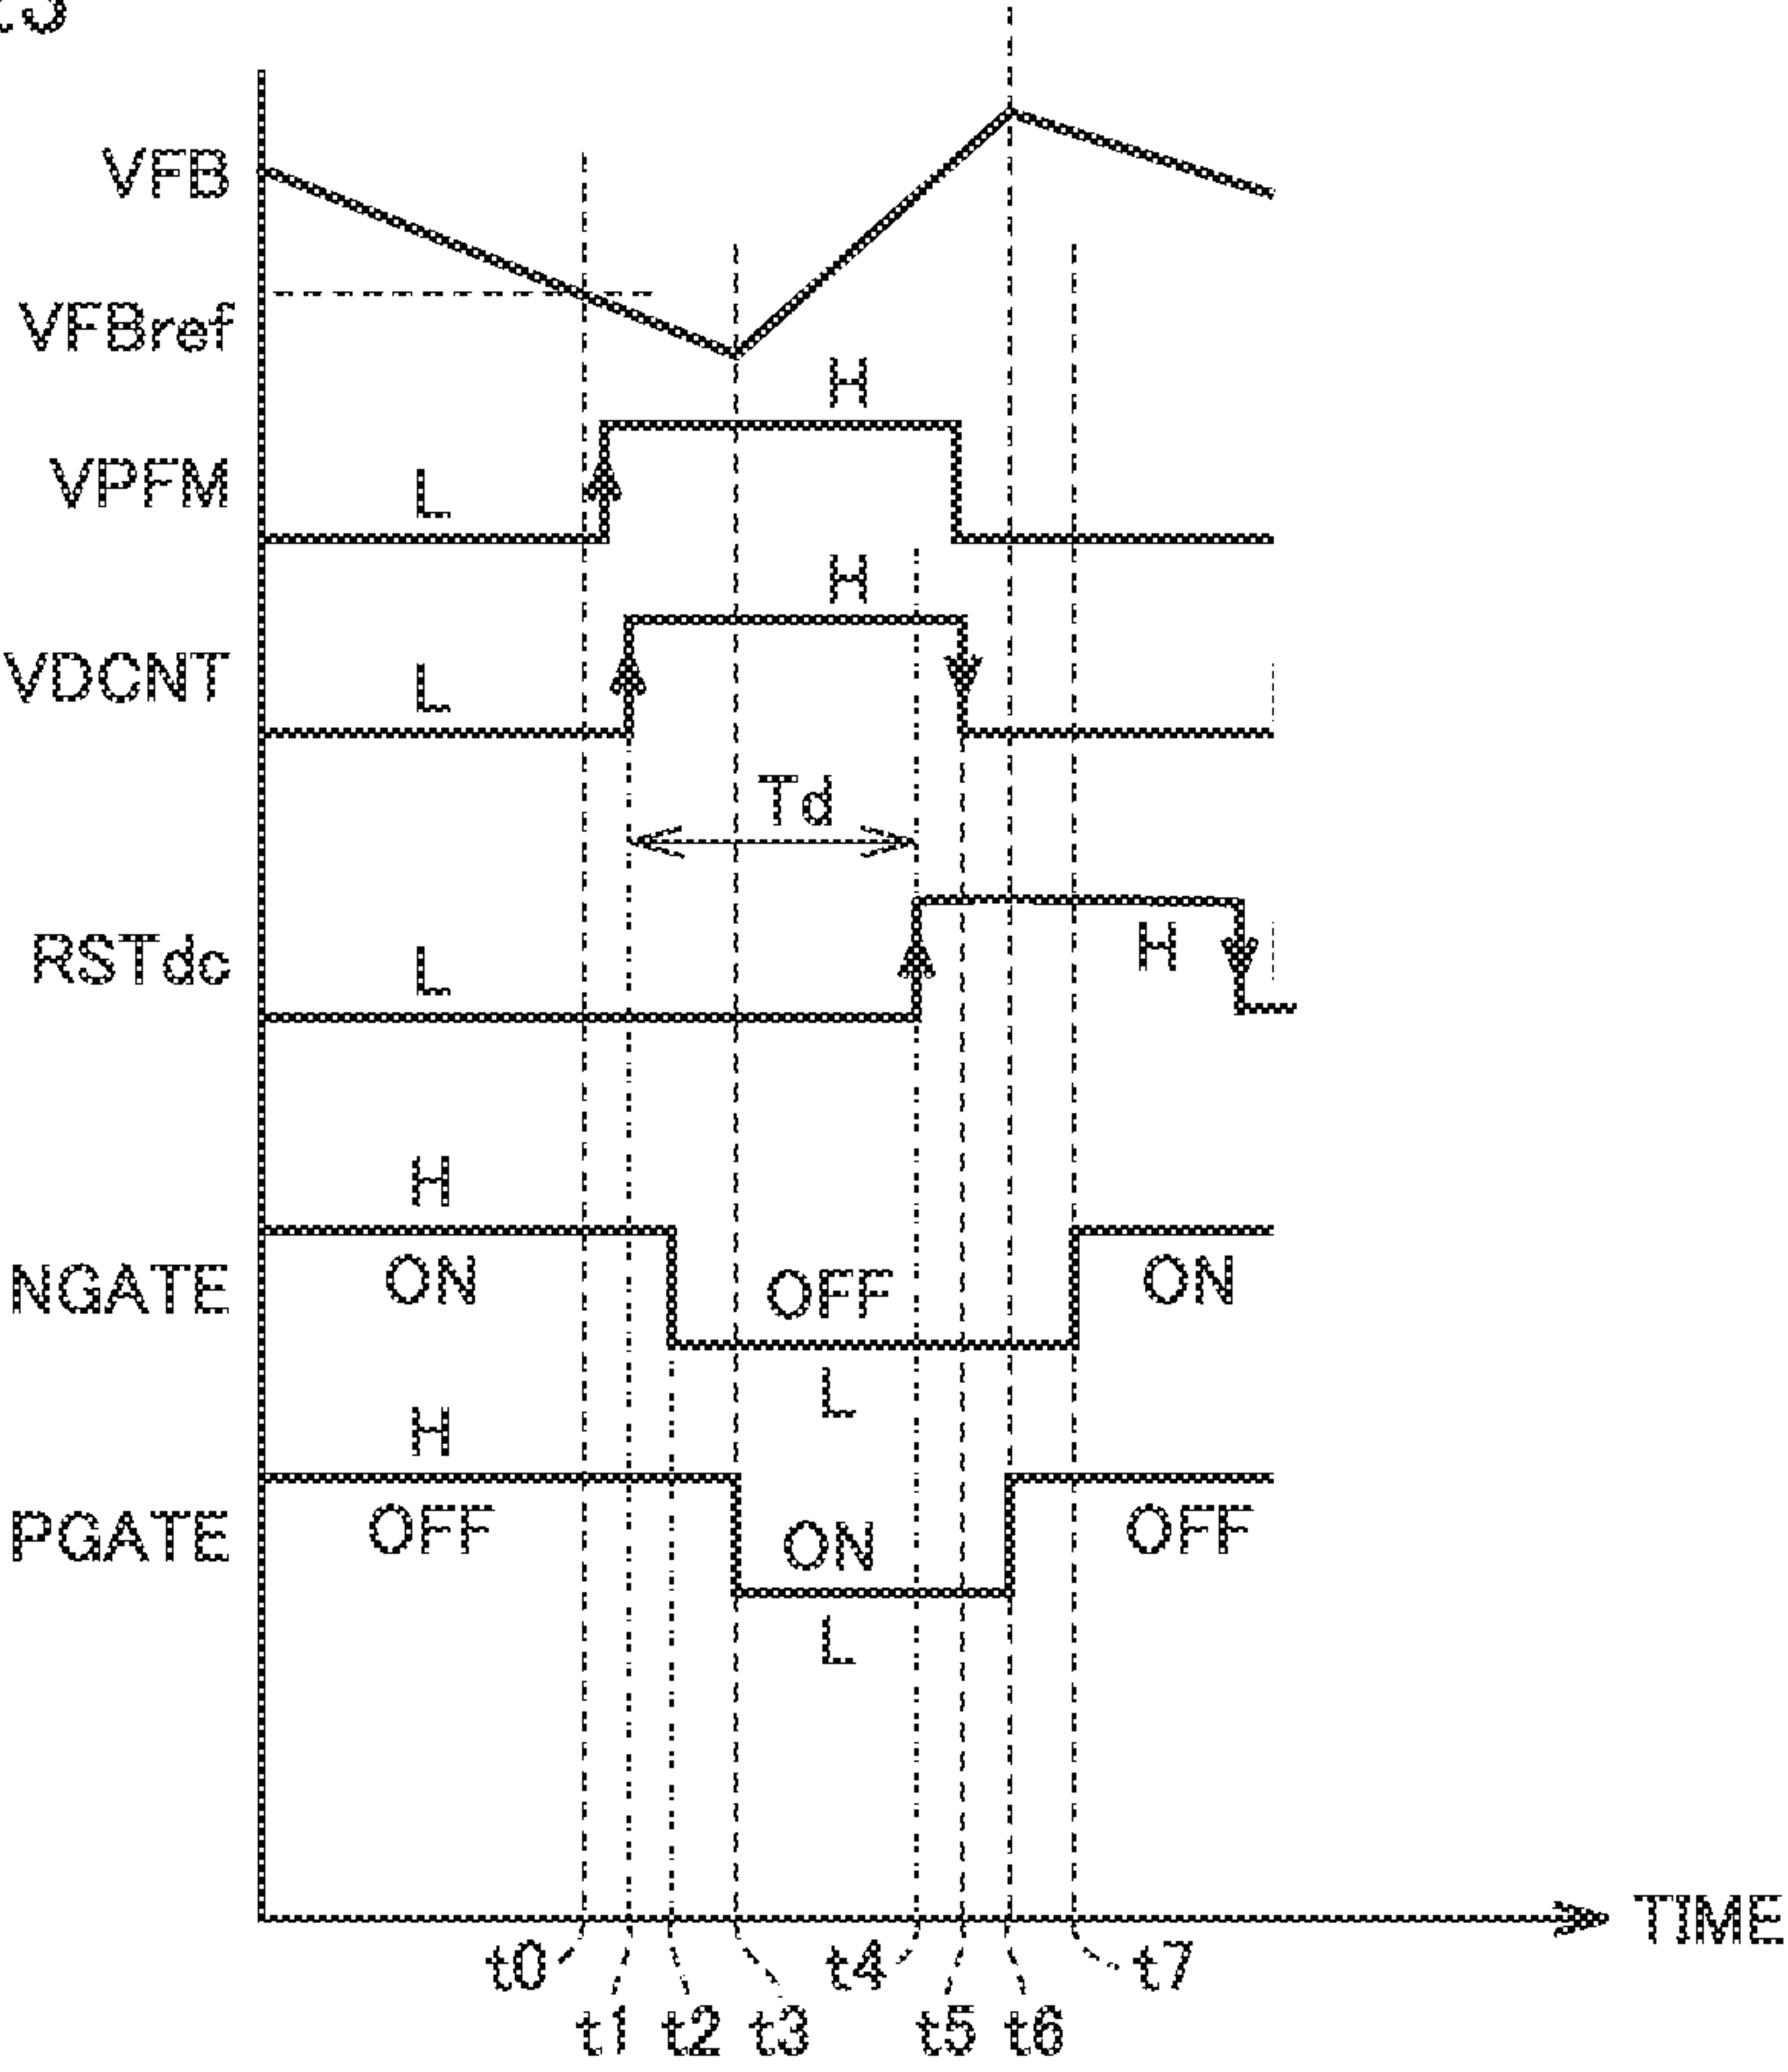 VFB
VFBref
H
VPFM
L
H
VDCNT
L
Td
RSTdc
L
H
H
NGATE
ON
OFF
ON
L
H
PGATE
OFF
ON
OFF
L
TIME
t0
t4
t7
t1
t2
t3
t5
t6